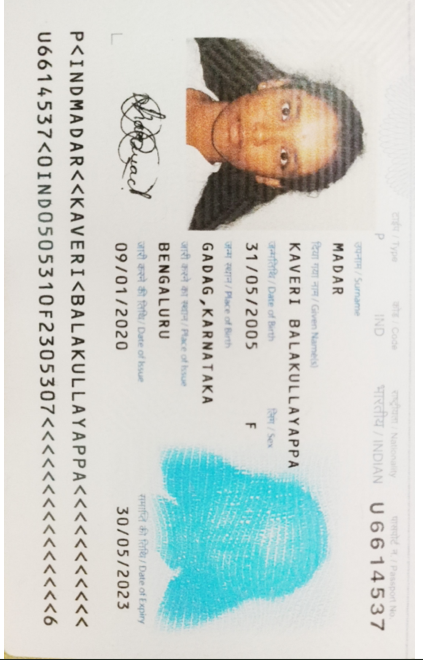 टाईप / Type कोड / Code राष्ट्रीयता / Nationality पासपोर्ट न. / Passport No.
P IND भारतीय / INDIAN U6614537
उपनाम / Surname
MADAR
दिया गया नाम / Given Name(s)
KAVERI BALAKULLAYAPPA
जन्मतिथि / Date of Birth लिंग / Sex
31/05/2005 F
जन्म स्थान / Place of Birth
GADAG,KARNATAKA
जारी करने का स्थान / Place of Issue
BENGALURU
जारी करने की तिथि / Date of Issue समाप्ति की तिथि / Date of Expiry
09/01/2020 30/05/2023
P<INDMADAR<<KAVERI<BALAKULLAYAPPA<<<<<<<<<<<
U6614537<0IND0505310F2305307<<<<<<<<<<<<<<<6